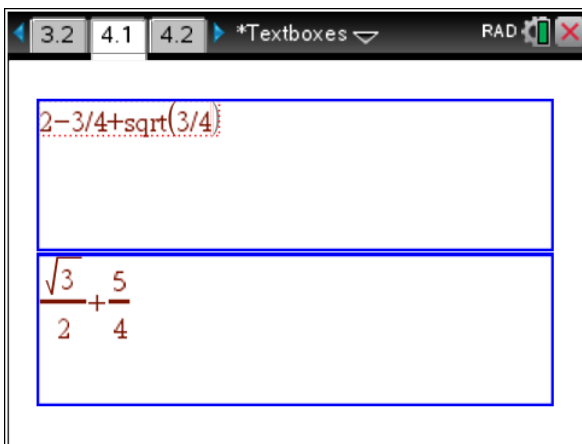 3.2 4.1 4.2 *Textboxes RAD
2−3/4+sqrt(3/4)
√3/2 + 5/4